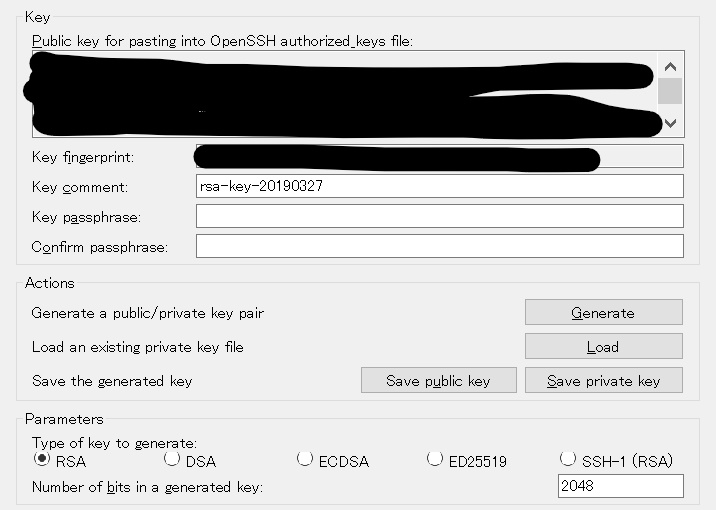 Key
Public key for pasting into OpenSSH authorized_keys file:
Key fingerprint:
Key comment: rsa-key-20190327
Key passphrase:
Confirm passphrase:
Actions
Generate a public/private key pair Generate
Load an existing private key file Load
Save the generated key Save public key Save private key
Parameters
Type of key to generate:
RSA DSA ECDSA ED25519 SSH-1 (RSA)
Number of bits in a generated key: 2048